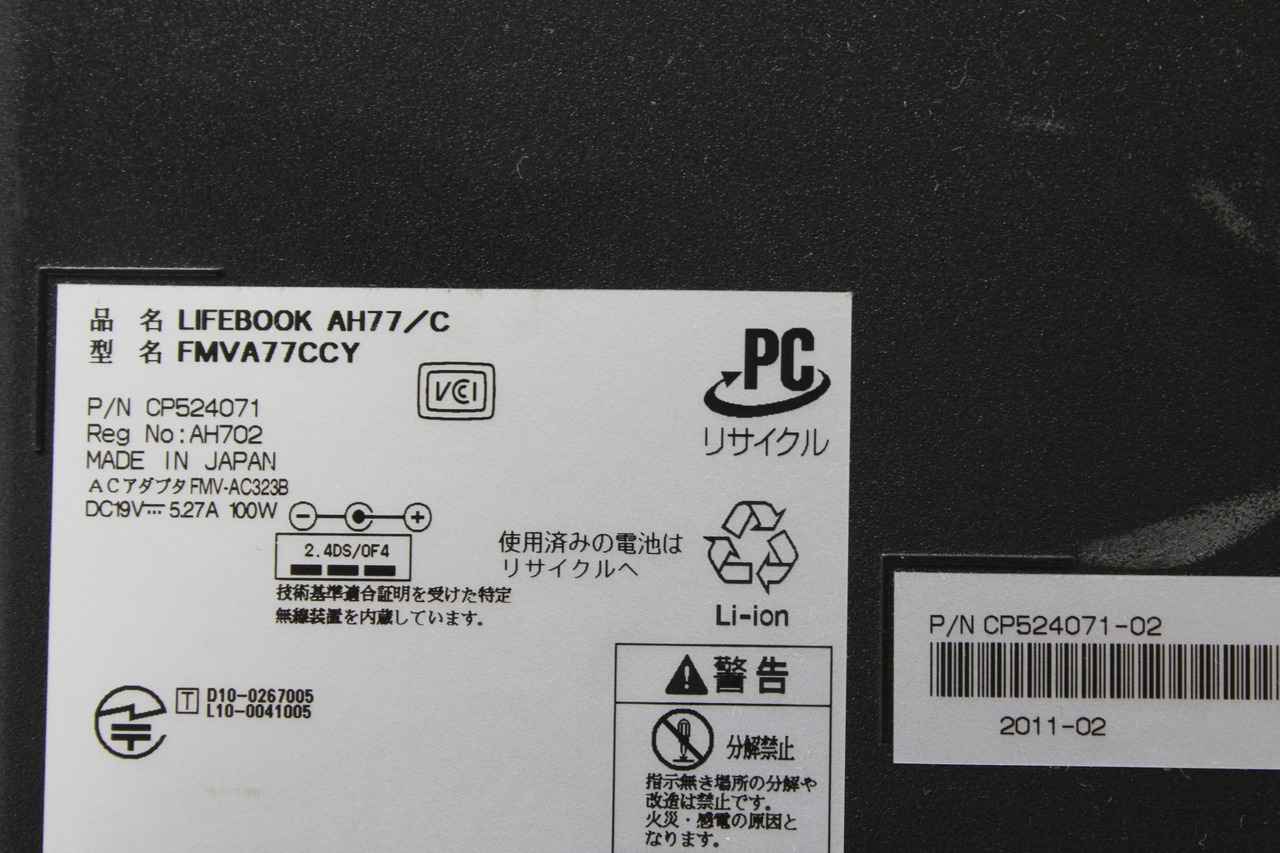 品 名 LIFEBOOK AH77/C
型 名 FMVA77CCY
VCCI
P/N CP524071
Reg No:AH702
MADE IN JAPAN
ACアダプタ FMV-AC323B
DC19V⎓ 5.27A 100W
2.4DS/OF4
技術基準適合証明を受けた特定
無線装置を内蔵しています。
T D10-0267005
L10-0041005
PC
リサイクル
使用済みの電池は
リサイクルへ
Li-ion
警告
分解禁止
指示無き場所の分解や
改造は禁止です。
火災・感電の原因と
なります。
P/N CP524071-02
2011-02